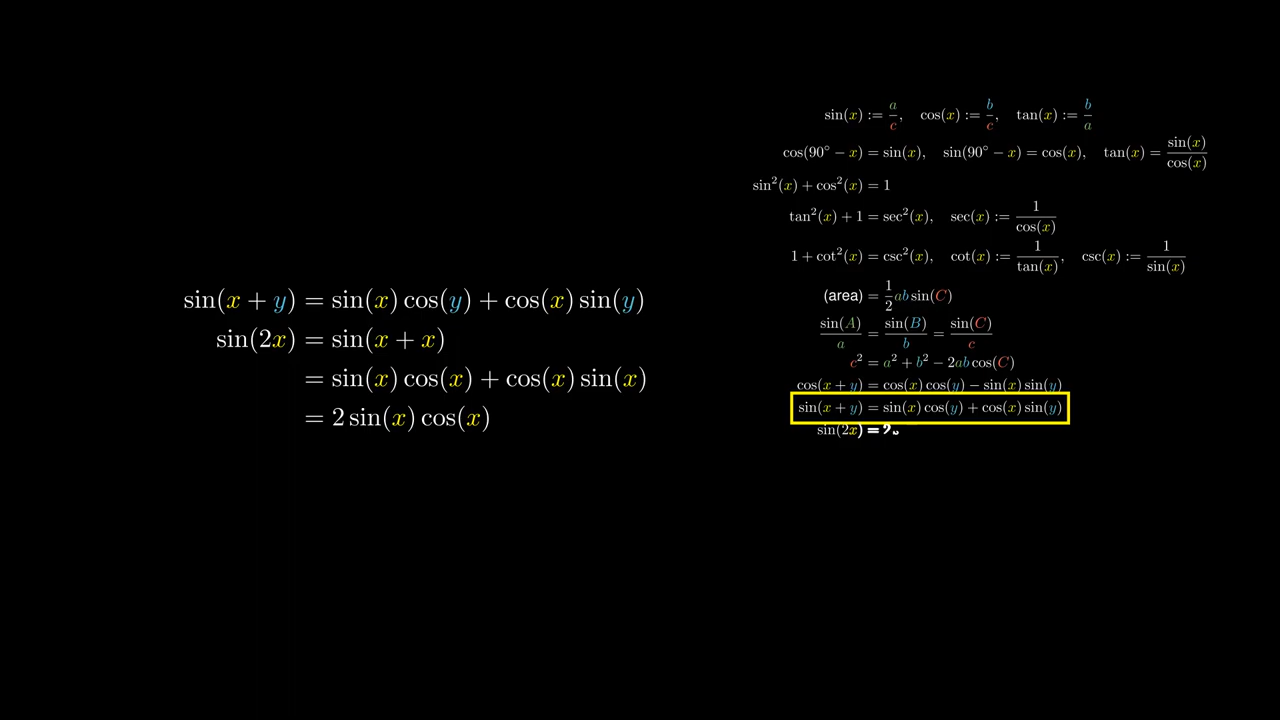 sin(x + y) = sin(x) cos(y) + cos(x) sin(y)
sin(2x) = sin(x + x)
= sin(x) cos(x) + cos(x) sin(x)
= 2 sin(x) cos(x)
sin(x) := a/c, cos(x) := b/c, tan(x) := b/a
cos(90° − x) = sin(x), sin(90° − x) = cos(x), tan(x) = sin(x)/cos(x)
sin²(x) + cos²(x) = 1
tan²(x) + 1 = sec²(x), sec(x) := 1/cos(x)
1 + cot²(x) = csc²(x), cot(x) := 1/tan(x), csc(x) := 1/sin(x)
(area) = 1/2 ab sin(C)
sin(A)/a = sin(B)/b = sin(C)/c
c² = a² + b² − 2ab cos(C)
cos(x + y) = cos(x) cos(y) − sin(x) sin(y)
sin(x + y) = sin(x) cos(y) + cos(x) sin(y)
sin(2x) =